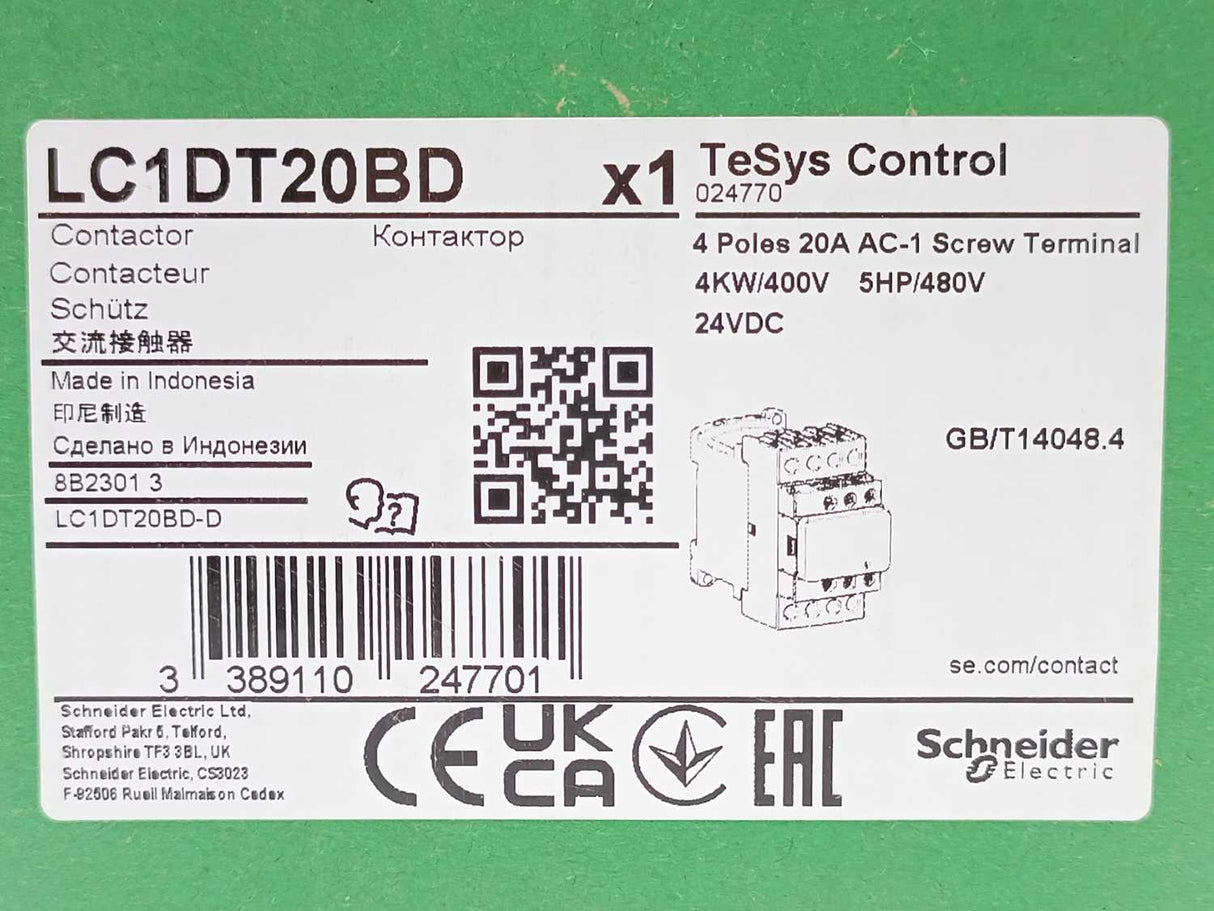 LC1DT20BD x1
TeSys Control
024770
Contactor Контактор
Contacteur
Schütz
交流接触器
4 Poles 20A AC-1 Screw Terminal
4KW/400V 5HP/480V
24VDC
Made in Indonesia
印尼制造
Сделано в Индонезии
8B2301 3
LC1DT20BD-D
?
GB/T14048.4
3 389110 247701
se.com/contact
Schneider Electric Ltd,
Stafford Pakr 5, Telford,
Shropshire TF3 3BL, UK
Schneider Electric, CS3023
F-92506 Rueil Malmaison Cedex
CE UK CA EAC
Schneider
Electric